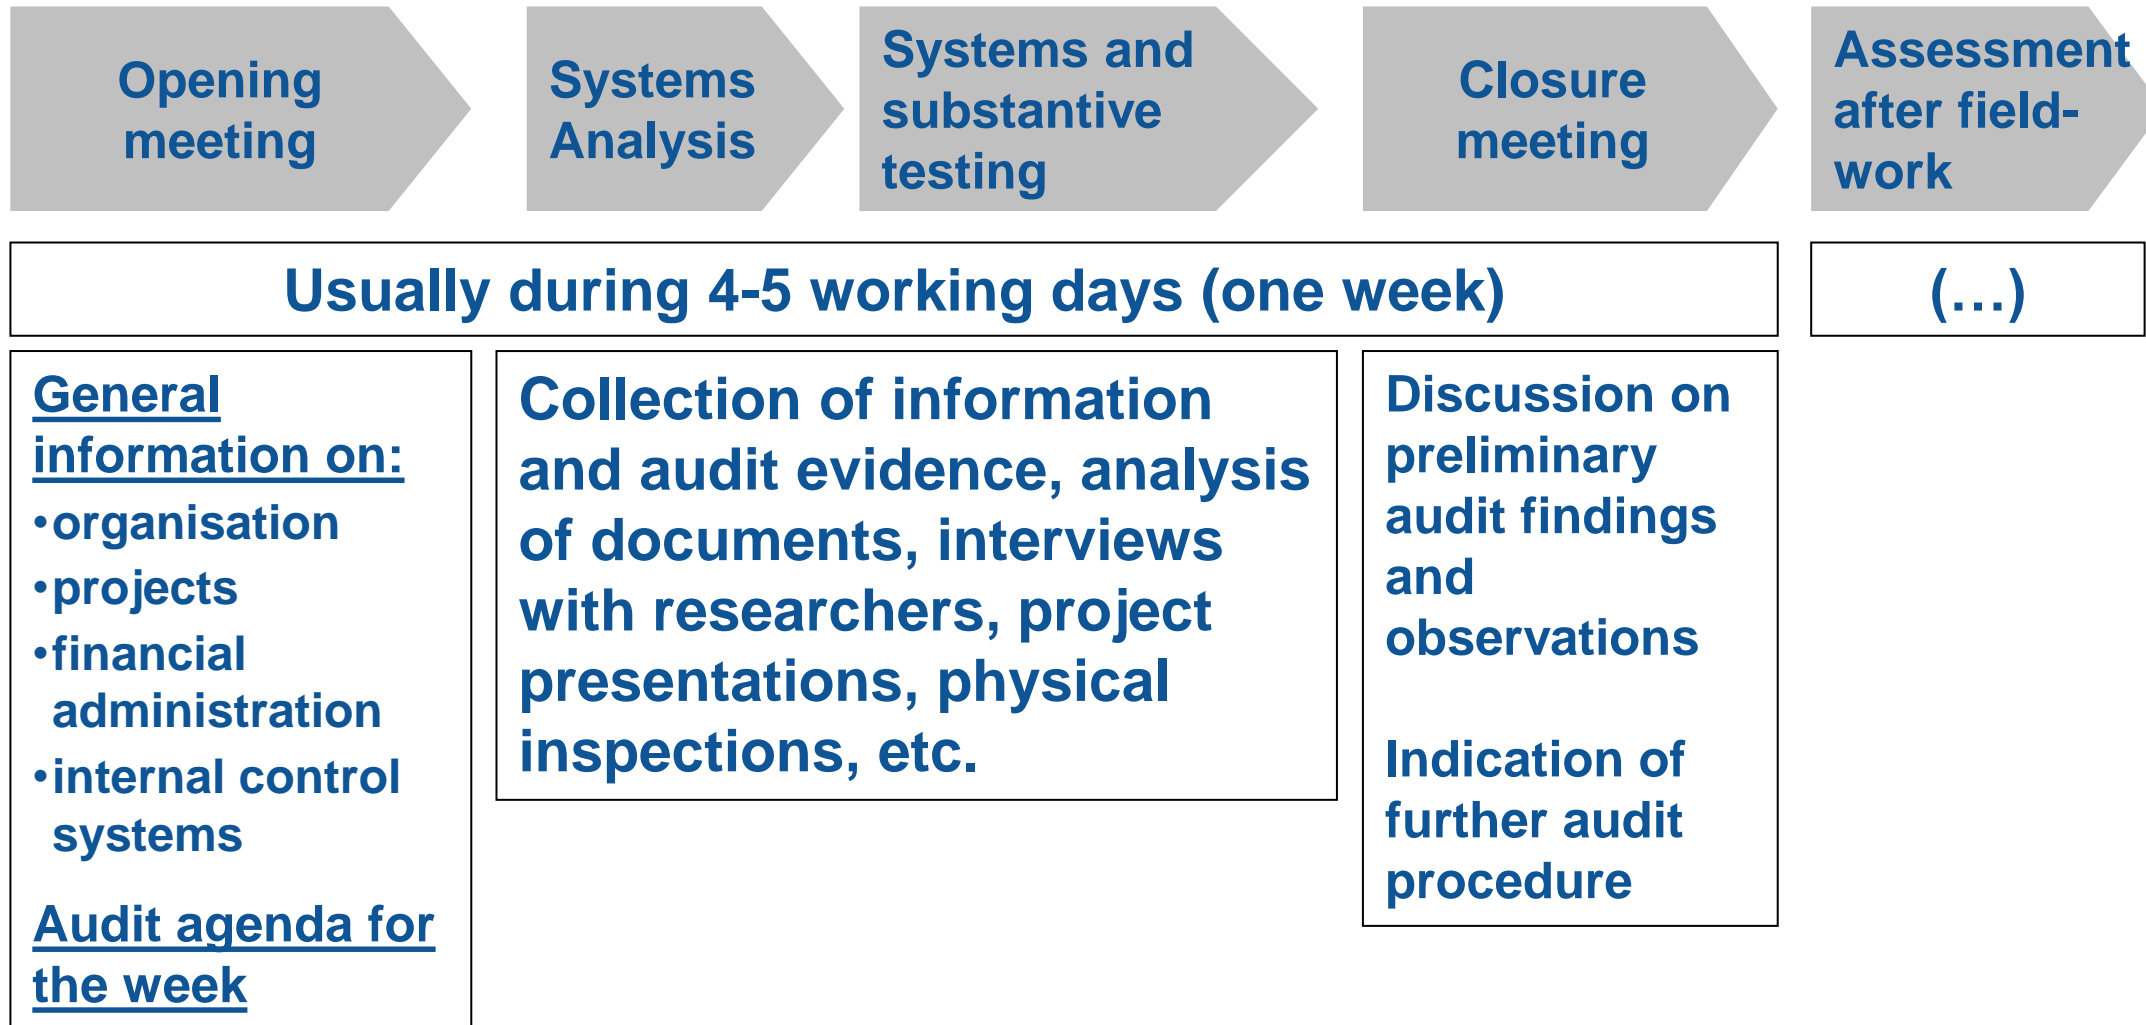 Opening
meeting
Systems
Analysis
Systems and
substantive
testing
Closure
meeting
Assessment
after field-
work
Usually during 4-5 working days (one week)
(…)
General
information on:
•organisation
•projects
•financial
administration
•internal control
systems
Audit agenda for
the week
Collection of information
and audit evidence, analysis
of documents, interviews
with researchers, project
presentations, physical
inspections, etc.
Discussion on
preliminary
audit findings
and
observations
Indication of
further audit
procedure